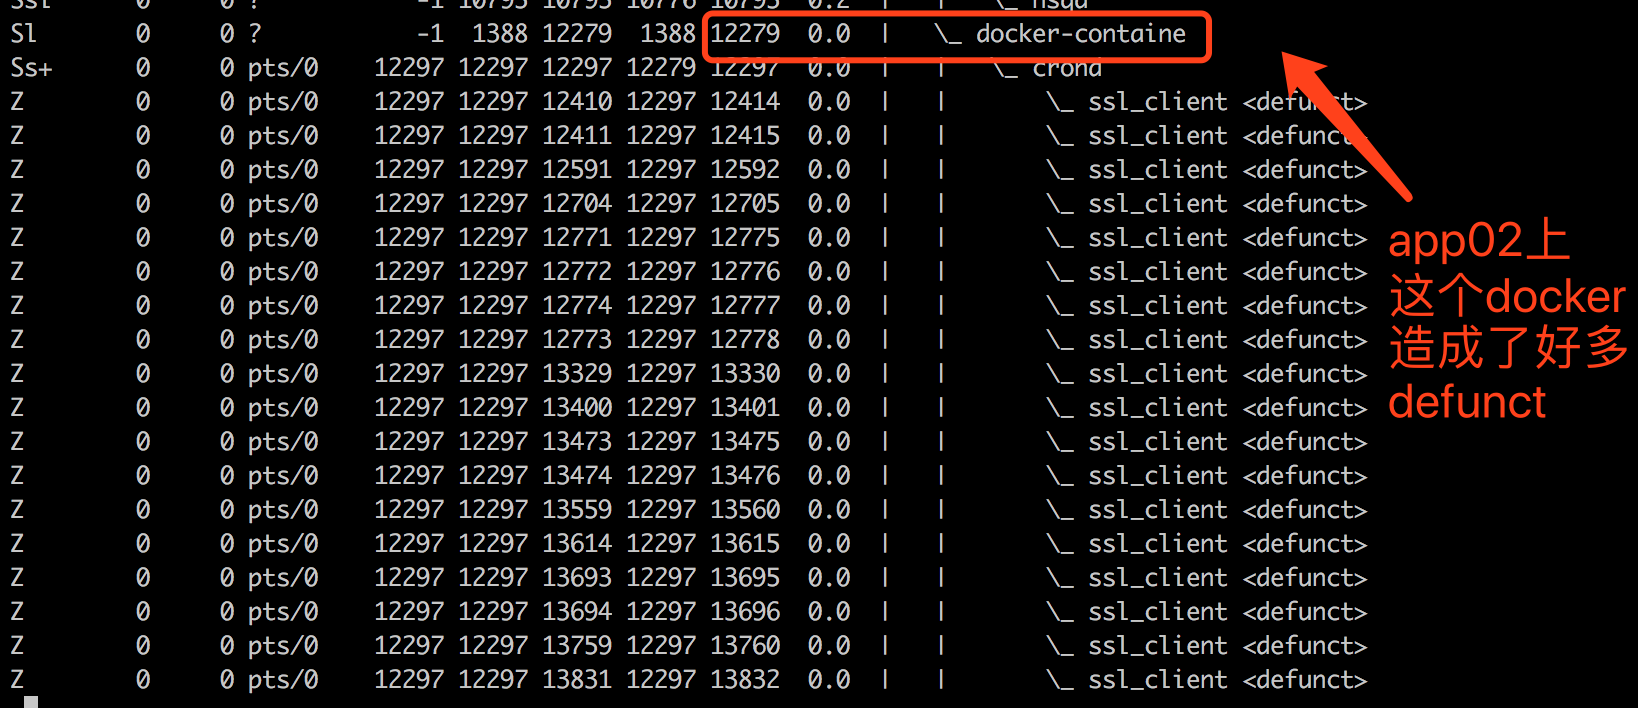 Ssl 0 0 ? -1 10795 10795 10776 10795 0.2 | | \_ nsqd
Sl 0 0 ? -1 1388 12279 1388 12279 0.0 | \_ docker-containe
Ss+ 0 0 pts/0 12297 12297 12297 12279 12297 0.0 | | \_ crond
Z 0 0 pts/0 12297 12297 12410 12297 12414 0.0 | | \_ ssl_client <defunct>
Z 0 0 pts/0 12297 12297 12411 12297 12415 0.0 | | \_ ssl_client <defunct>
Z 0 0 pts/0 12297 12297 12591 12297 12592 0.0 | | \_ ssl_client <defunct>
Z 0 0 pts/0 12297 12297 12704 12297 12705 0.0 | | \_ ssl_client <defunct>
Z 0 0 pts/0 12297 12297 12771 12297 12775 0.0 | | \_ ssl_client <defunct>
Z 0 0 pts/0 12297 12297 12772 12297 12776 0.0 | | \_ ssl_client <defunct>
Z 0 0 pts/0 12297 12297 12774 12297 12777 0.0 | | \_ ssl_client <defunct>
Z 0 0 pts/0 12297 12297 12773 12297 12778 0.0 | | \_ ssl_client <defunct>
Z 0 0 pts/0 12297 12297 13329 12297 13330 0.0 | | \_ ssl_client <defunct>
Z 0 0 pts/0 12297 12297 13400 12297 13401 0.0 | | \_ ssl_client <defunct>
Z 0 0 pts/0 12297 12297 13473 12297 13475 0.0 | | \_ ssl_client <defunct>
Z 0 0 pts/0 12297 12297 13474 12297 13476 0.0 | | \_ ssl_client <defunct>
Z 0 0 pts/0 12297 12297 13559 12297 13560 0.0 | | \_ ssl_client <defunct>
Z 0 0 pts/0 12297 12297 13614 12297 13615 0.0 | | \_ ssl_client <defunct>
Z 0 0 pts/0 12297 12297 13693 12297 13695 0.0 | | \_ ssl_client <defunct>
Z 0 0 pts/0 12297 12297 13694 12297 13696 0.0 | | \_ ssl_client <defunct>
Z 0 0 pts/0 12297 12297 13759 12297 13760 0.0 | | \_ ssl_client <defunct>
Z 0 0 pts/0 12297 12297 13831 12297 13832 0.0 | | \_ ssl_client <defunct>
app02上
这个docker
造成了好多
defunct